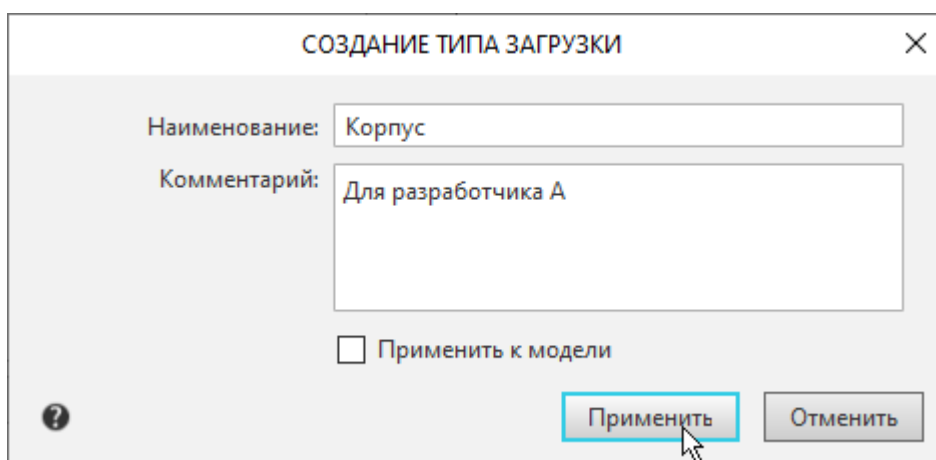 СОЗДАНИЕ ТИПА ЗАГРУЗКИ
Наименование: Корпус
Комментарий: Для разработчика А
Применить к модели
Применить Отменить